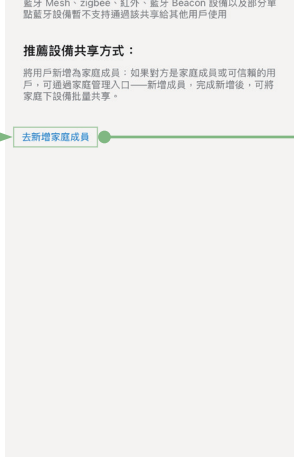 藍牙 Mesh、zigbee、紅外、藍牙 Beacon 設備以及部分單
點藍牙設備暫不支持通過該共享給其他用戶使用
推薦設備共享方式：
將用戶新增為家庭成員：如果對方是家庭成員或可信賴的用
戶，可通過家庭管理入口——新增成員，完成新增後，可將
家庭下設備批量共享。
去新增家庭成員